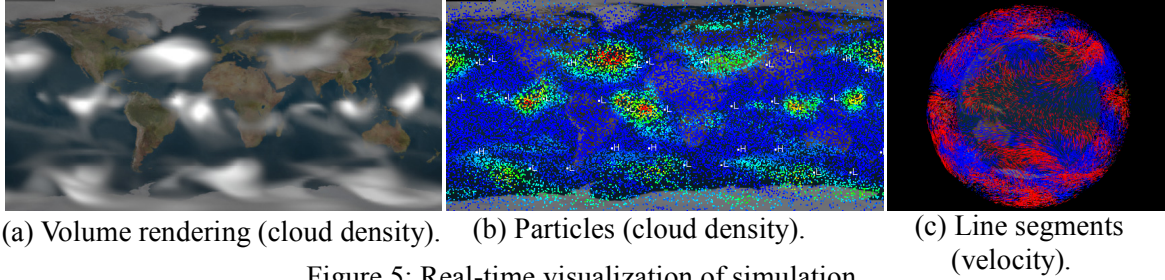 L
L
L
L
H
H
L
L
L
L
L
L
H
H
L
H
H
L
L
L
L
(a) Volume rendering (cloud density).
(b) Particles (cloud density).
(c) Line segments
(velocity).
Figure 5: Real-time visualization of simulation